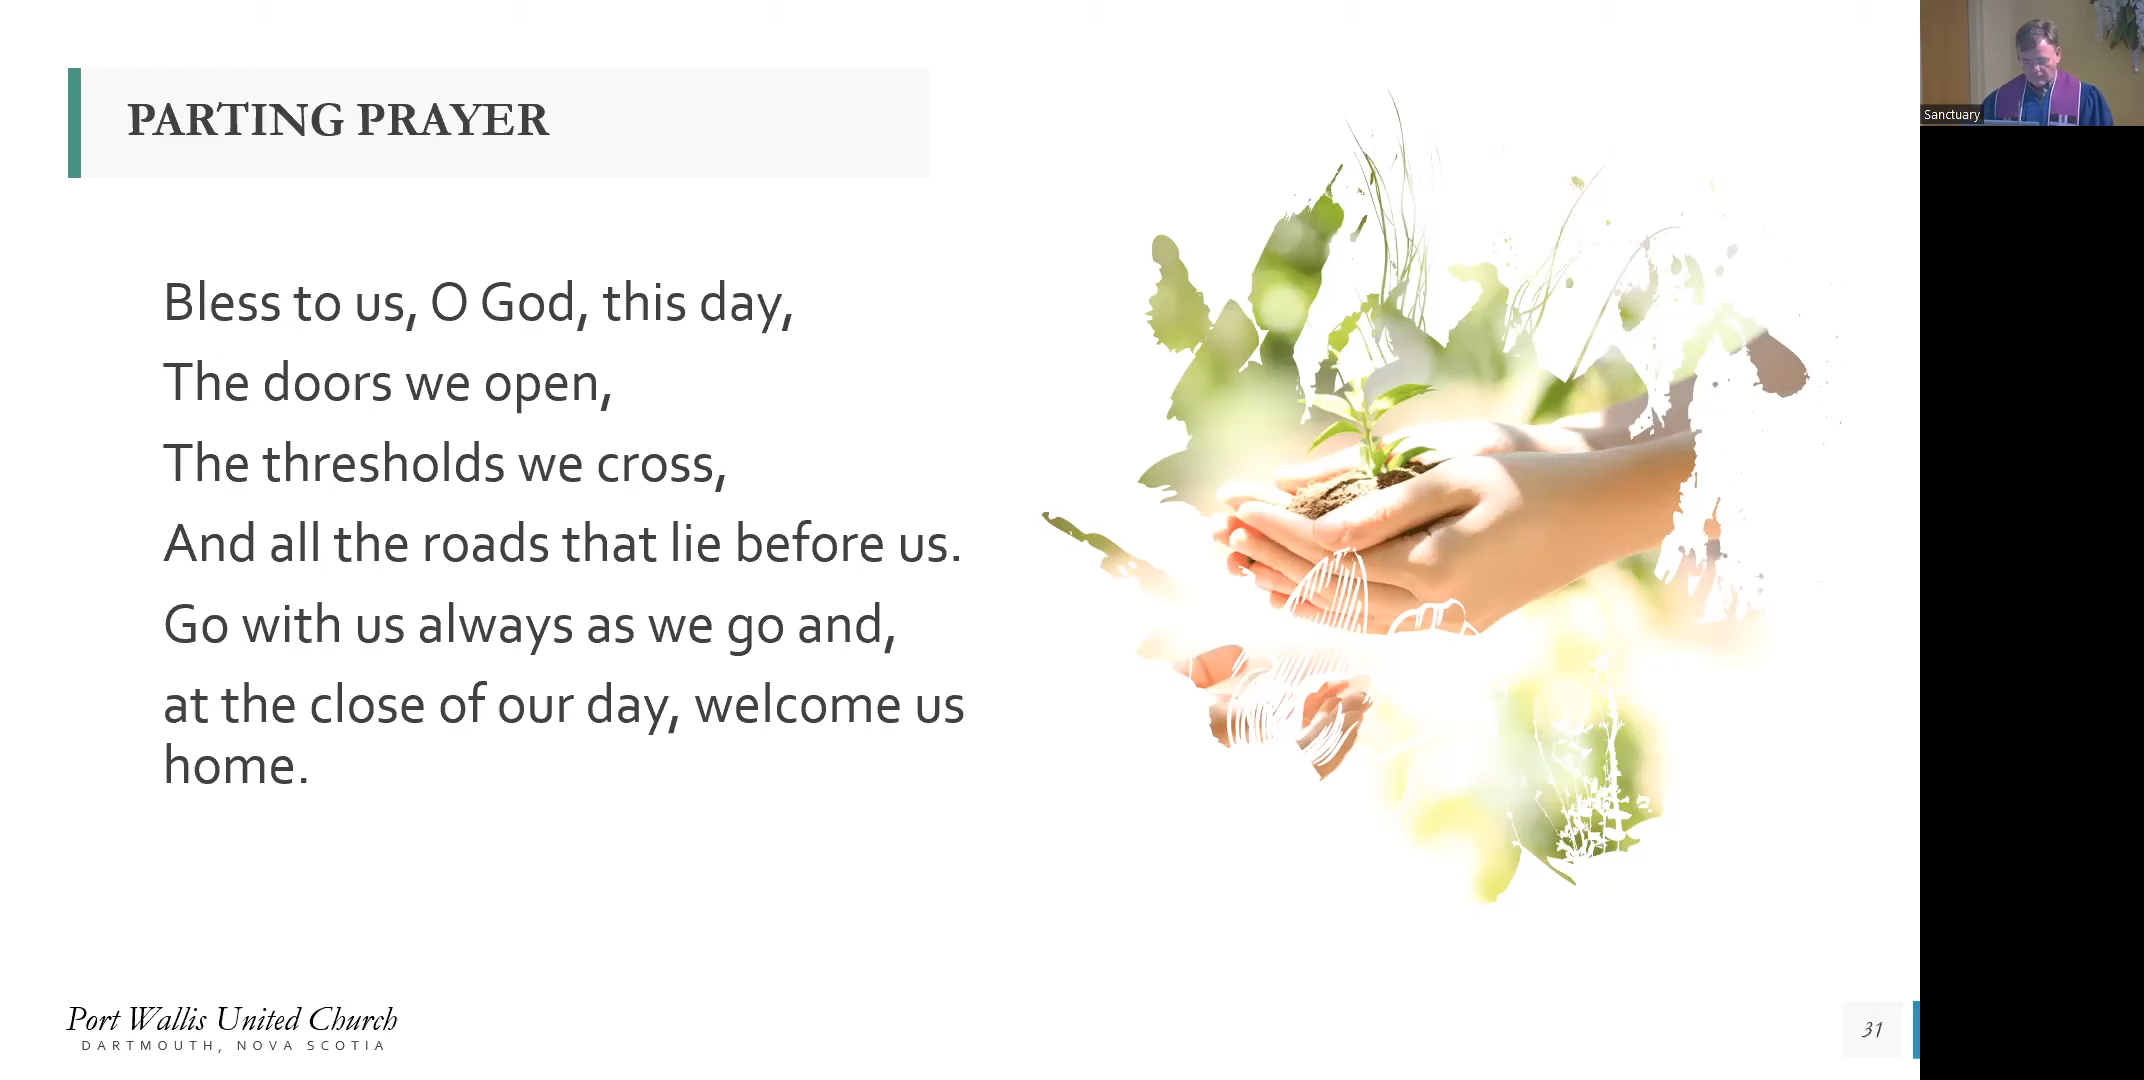 PARTING PRAYER
Bless to us, O God, this day,
The doors we open,
The thresholds we cross,
And all the roads that lie before us.
Go with us always as we go and,
at the close of our day, welcome us
home.
Port Wallis United Church
DARTMOUTH, NOVA SCOTIA
31
Sanctuary